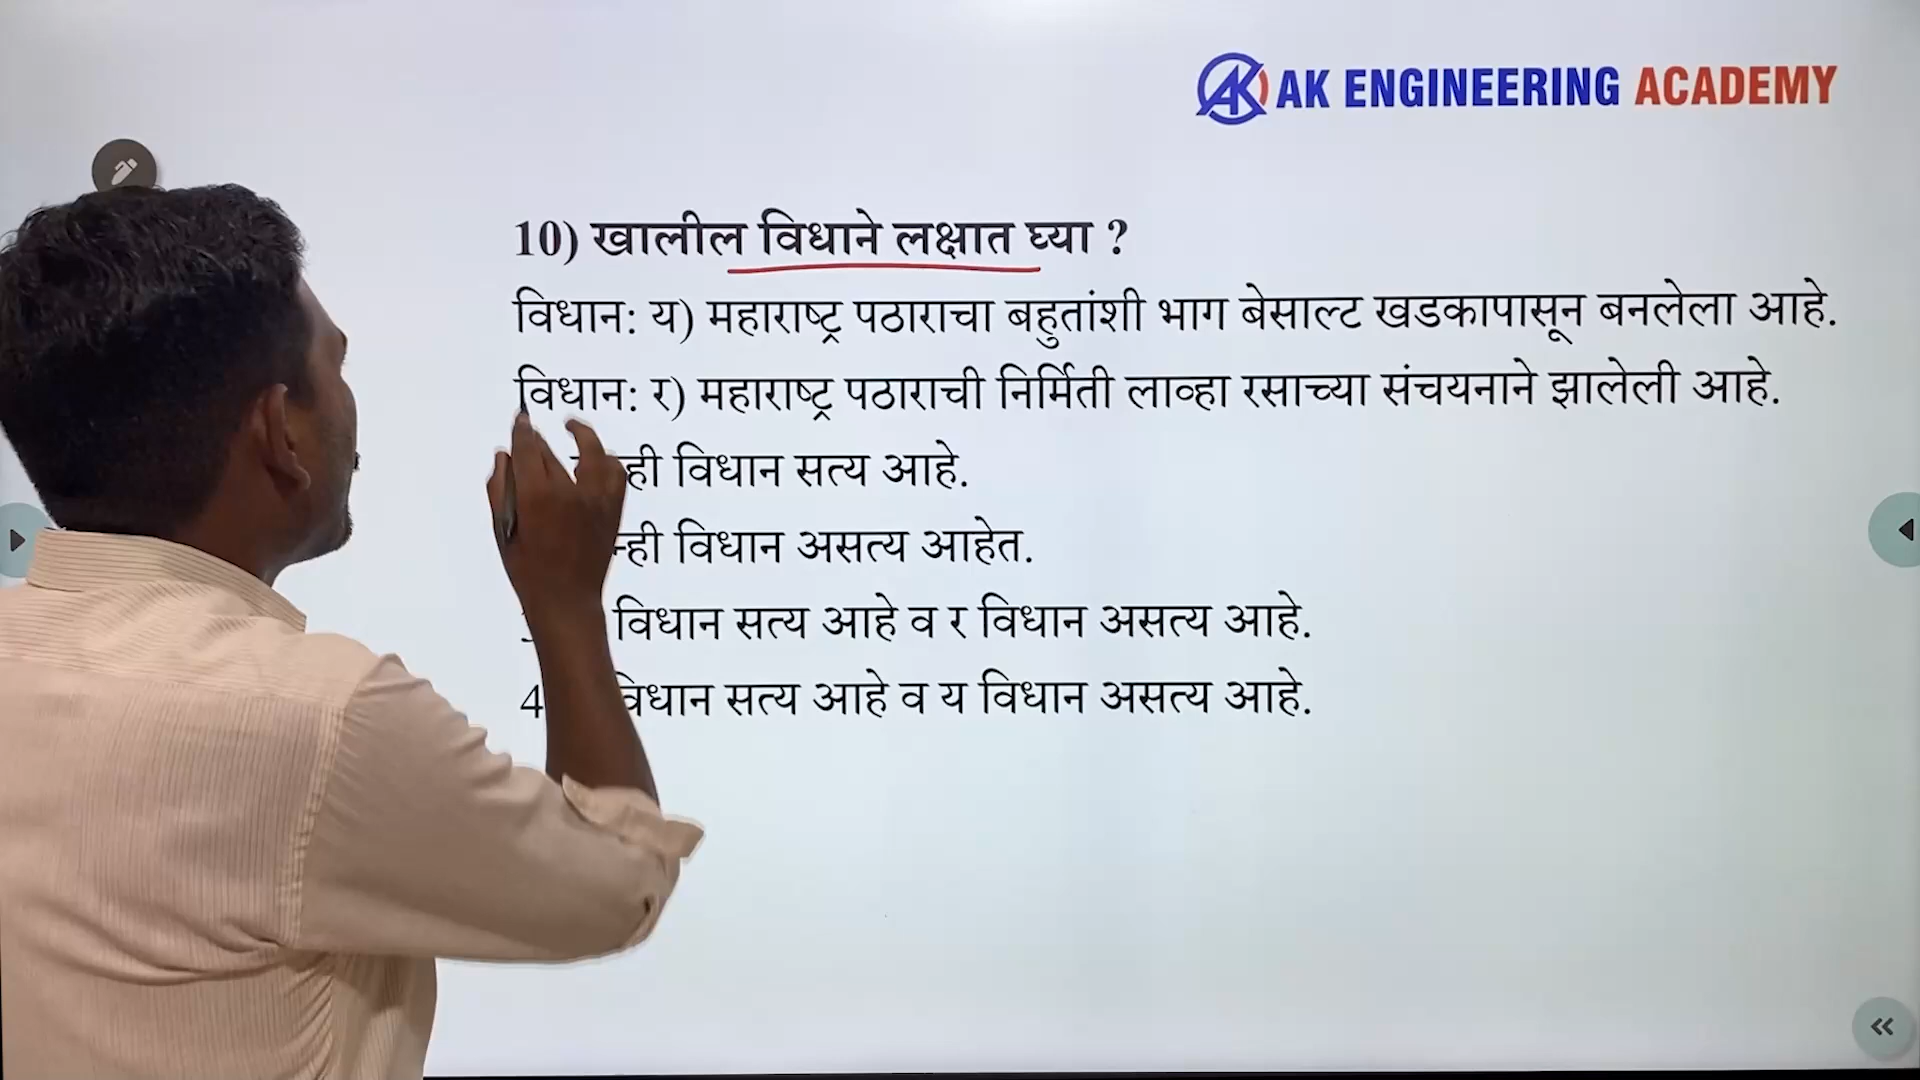 AK ENGINEERING ACADEMY
10) खालील विधाने लक्षात घ्या ?
विधान: य) महाराष्ट्र पठाराचा बहुतांशी भाग बेसाल्ट खडकापासून बनलेला आहे.
विधान: र) महाराष्ट्र पठाराची निर्मिती लाव्हा रसाच्या संचयनाने झालेली आहे.
विधान सत्य आहे.
विधान असत्य आहेत.
विधान सत्य आहे व र विधान असत्य आहे.
4 विधान सत्य आहे व य विधान असत्य आहे.